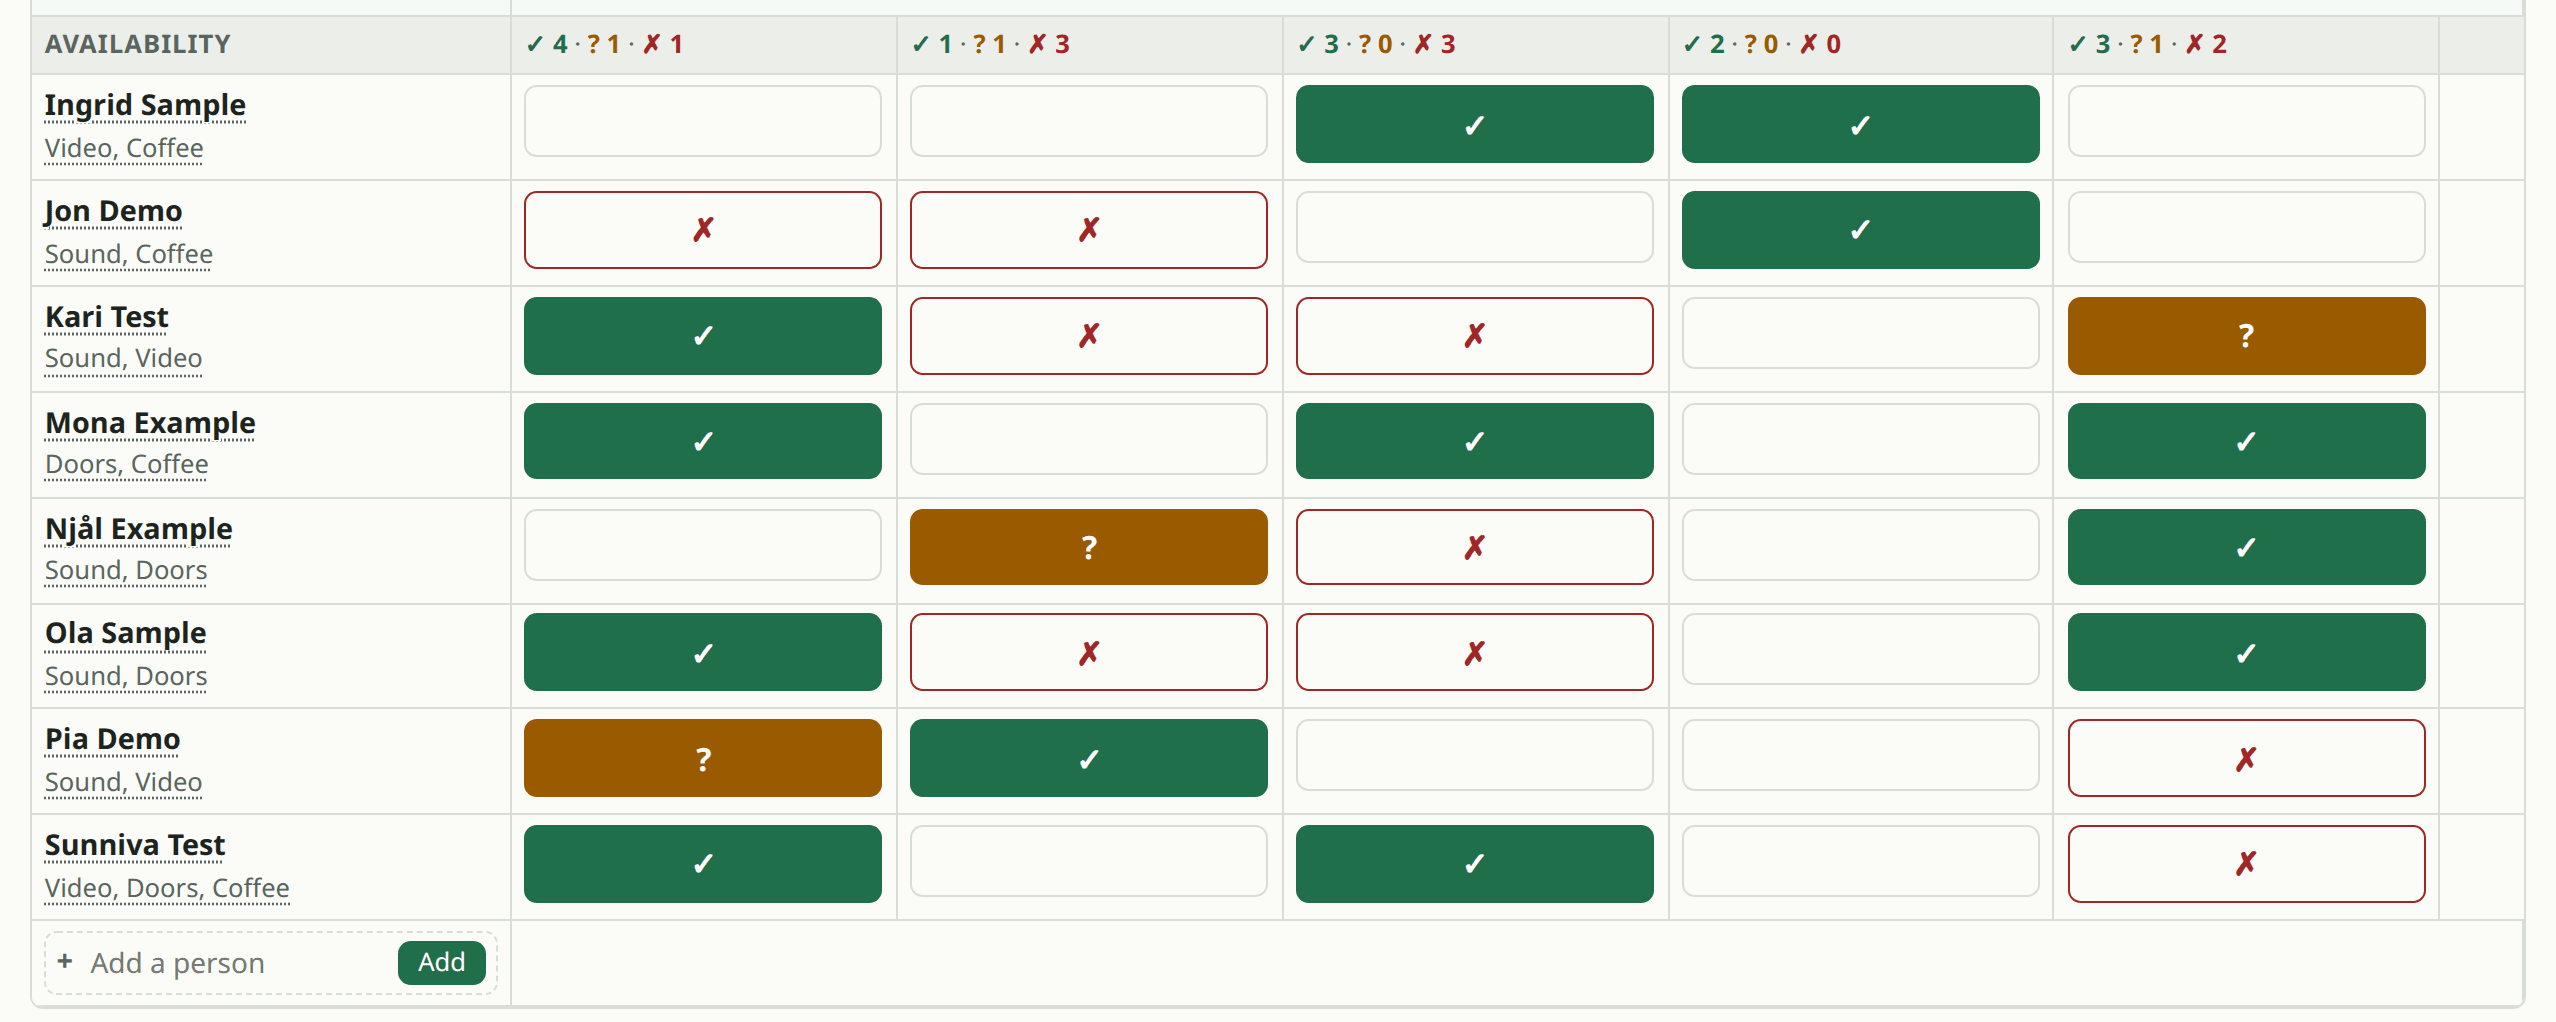 AVAILABILITY ✓ 4 · ? 1 · ✗ 1 ✓ 1 · ? 1 · ✗ 3 ✓ 3 · ? 0 · ✗ 3 ✓ 2 · ? 0 · ✗ 0 ✓ 3 · ? 1 · ✗ 2
Ingrid Sample
Video, Coffee
✓ ✓
Jon Demo
Sound, Coffee
✗ ✗ ✓
Kari Test
Sound, Video
✓ ✗ ✗ ?
Mona Example
Doors, Coffee
✓ ✓ ✓
Njål Example
Sound, Doors
? ✗ ✓
Ola Sample
Sound, Doors
✓ ✗ ✗ ✓
Pia Demo
Sound, Video
? ✓ ✗
Sunniva Test
Video, Doors, Coffee
✓ ✓ ✗
+ Add a person Add